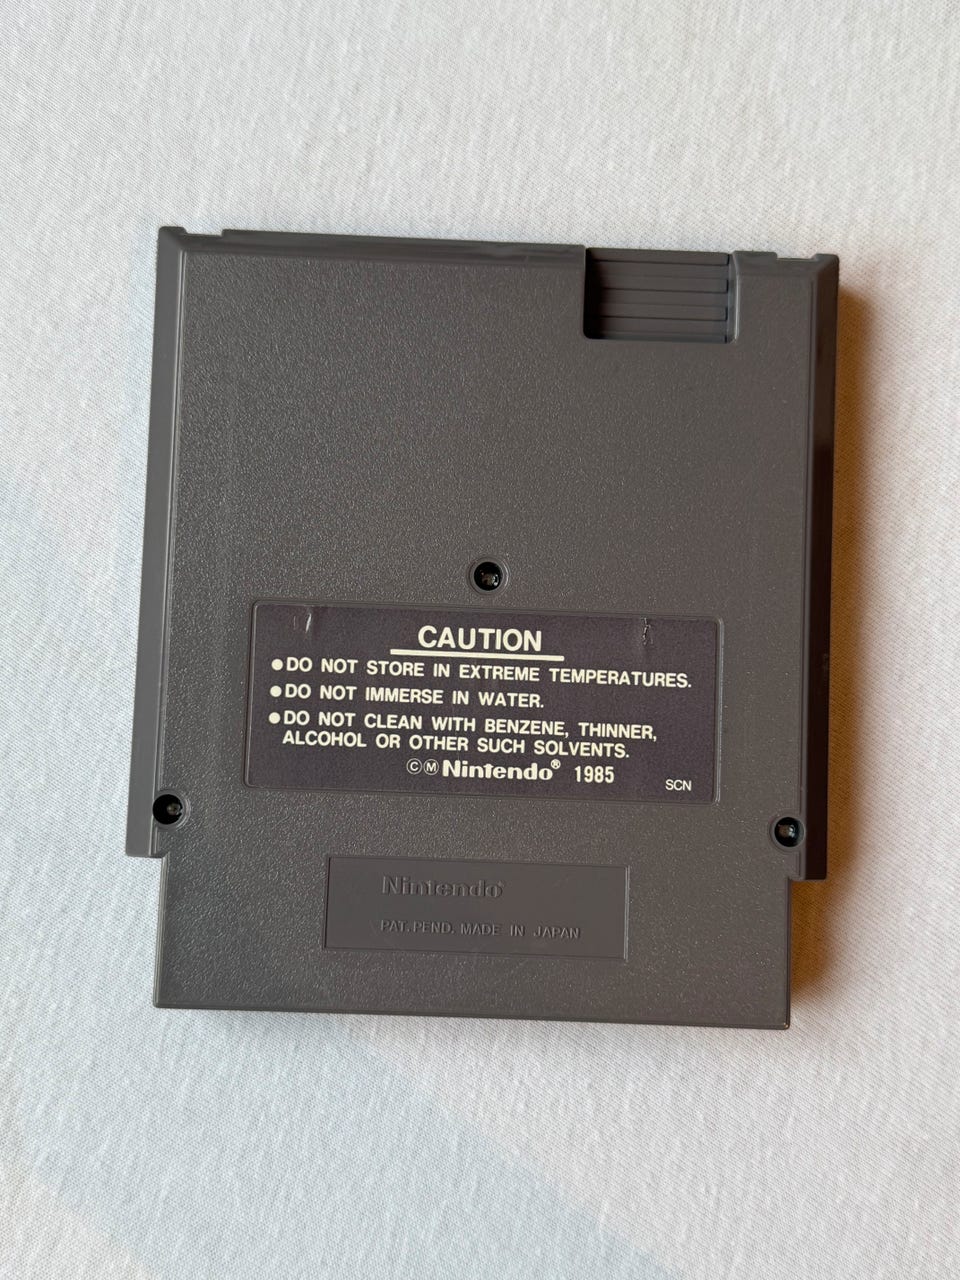 CAUTION
●DO NOT STORE IN EXTREME TEMPERATURES.
●DO NOT IMMERSE IN WATER.
●DO NOT CLEAN WITH BENZENE, THINNER,
ALCOHOL OR OTHER SUCH SOLVENTS.
ⒸⓂNintendo® 1985
SCN
Nintendo®
PAT. PEND. MADE IN JAPAN